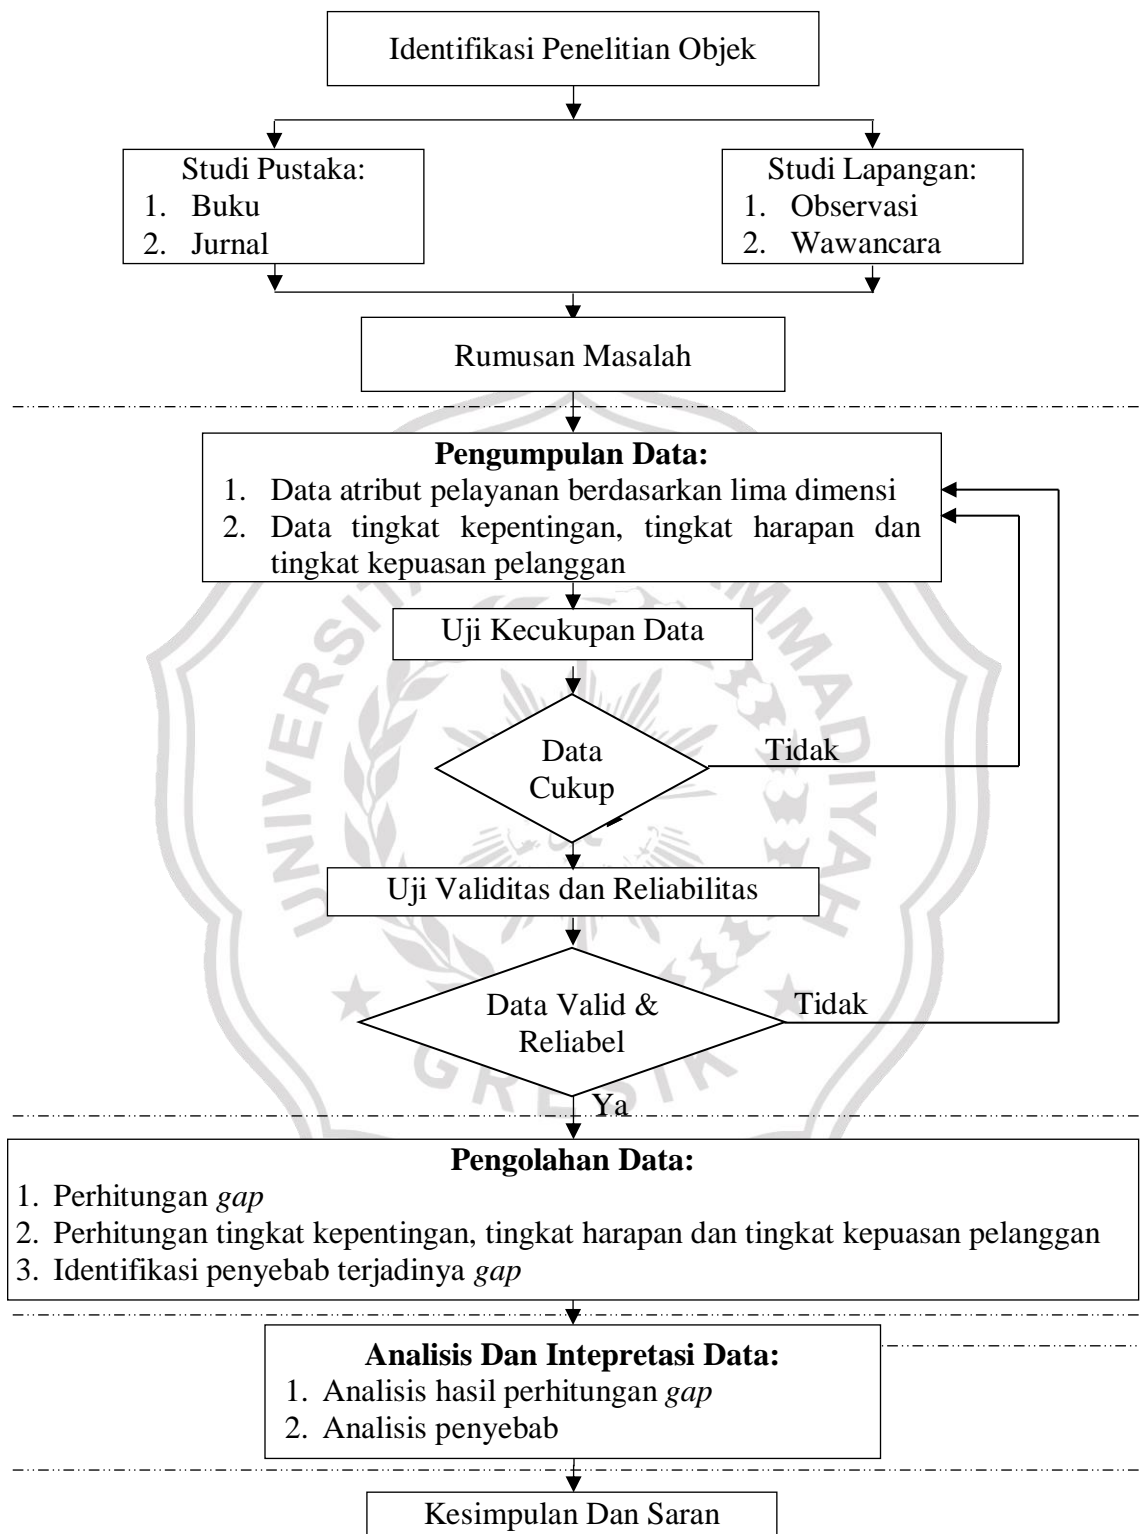 Identifikasi Penelitian Objek
Studi Pustaka:
1. Buku
2. Jurnal
Studi Lapangan:
1. Observasi
2. Wawancara
Rumusan Masalah
Pengumpulan Data:
1. Data atribut pelayanan berdasarkan lima dimensi
2. Data tingkat kepentingan, tingkat harapan dan
tingkat kepuasan pelanggan
Uji Kecukupan Data
Data
Cukup
Tidak
Uji Validitas dan Reliabilitas
Data Valid &
Reliabel
Tidak
Ya
GRESIK
Pengolahan Data:
1. Perhitungan gap
2. Perhitungan tingkat kepentingan, tingkat harapan dan tingkat kepuasan pelanggan
3. Identifikasi penyebab terjadinya gap
Analisis Dan Intepretasi Data:
1. Analisis hasil perhitungan gap
2. Analisis penyebab
Kesimpulan Dan Saran